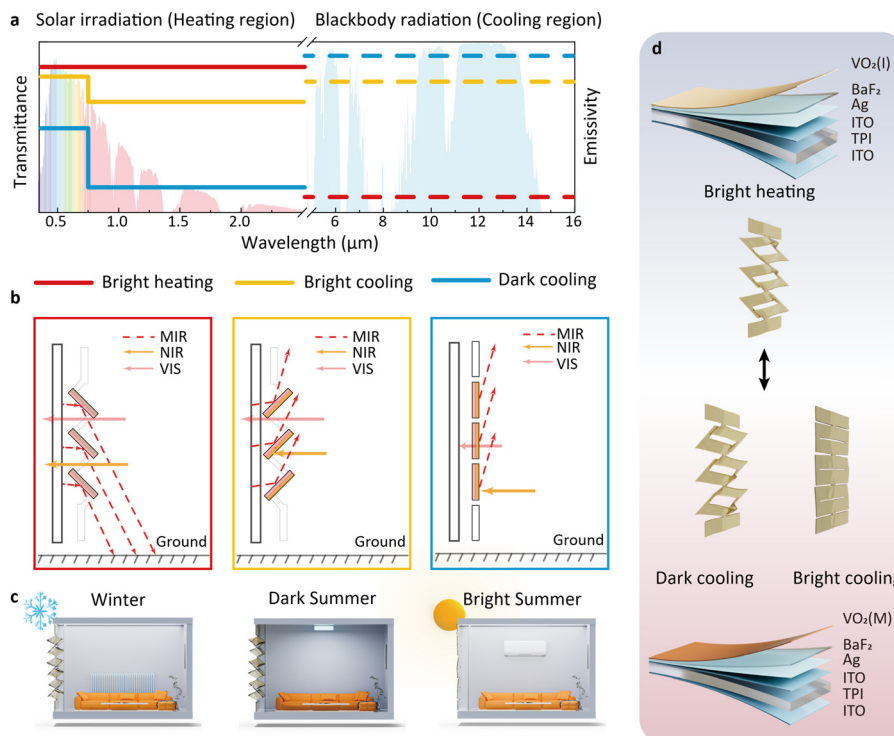 a
Solar irradiation (Heating region)
Blackbody radiation (Cooling region)
Transmittance
Emissivity
0.5 1.0 1.5 2.0 6 8 10 12 14 16
Wavelength (μm)
Bright heating Bright cooling Dark cooling
b
MIR
NIR
VIS
Ground
MIR
NIR
VIS
Ground
MIR
NIR
VIS
Ground
c
Winter
Dark Summer
Bright Summer
d
VO₂(I)
BaF₂
Ag
ITO
TPI
ITO
Bright heating
Dark cooling Bright cooling
VO₂(M)
BaF₂
Ag
ITO
TPI
ITO